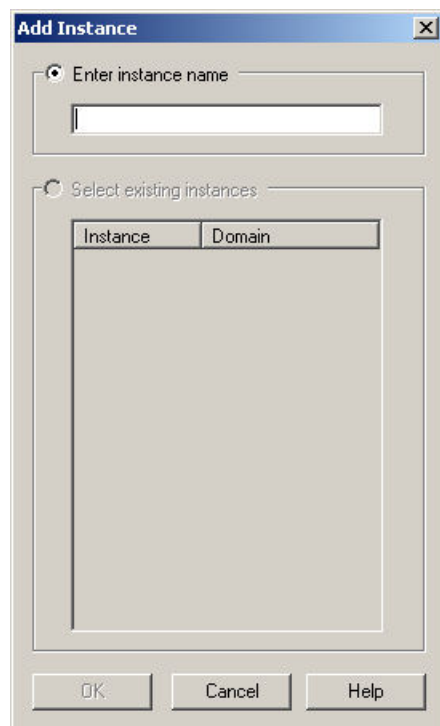 Add Instance
Enter instance name
Select existing instances
Instance Domain
OK Cancel Help